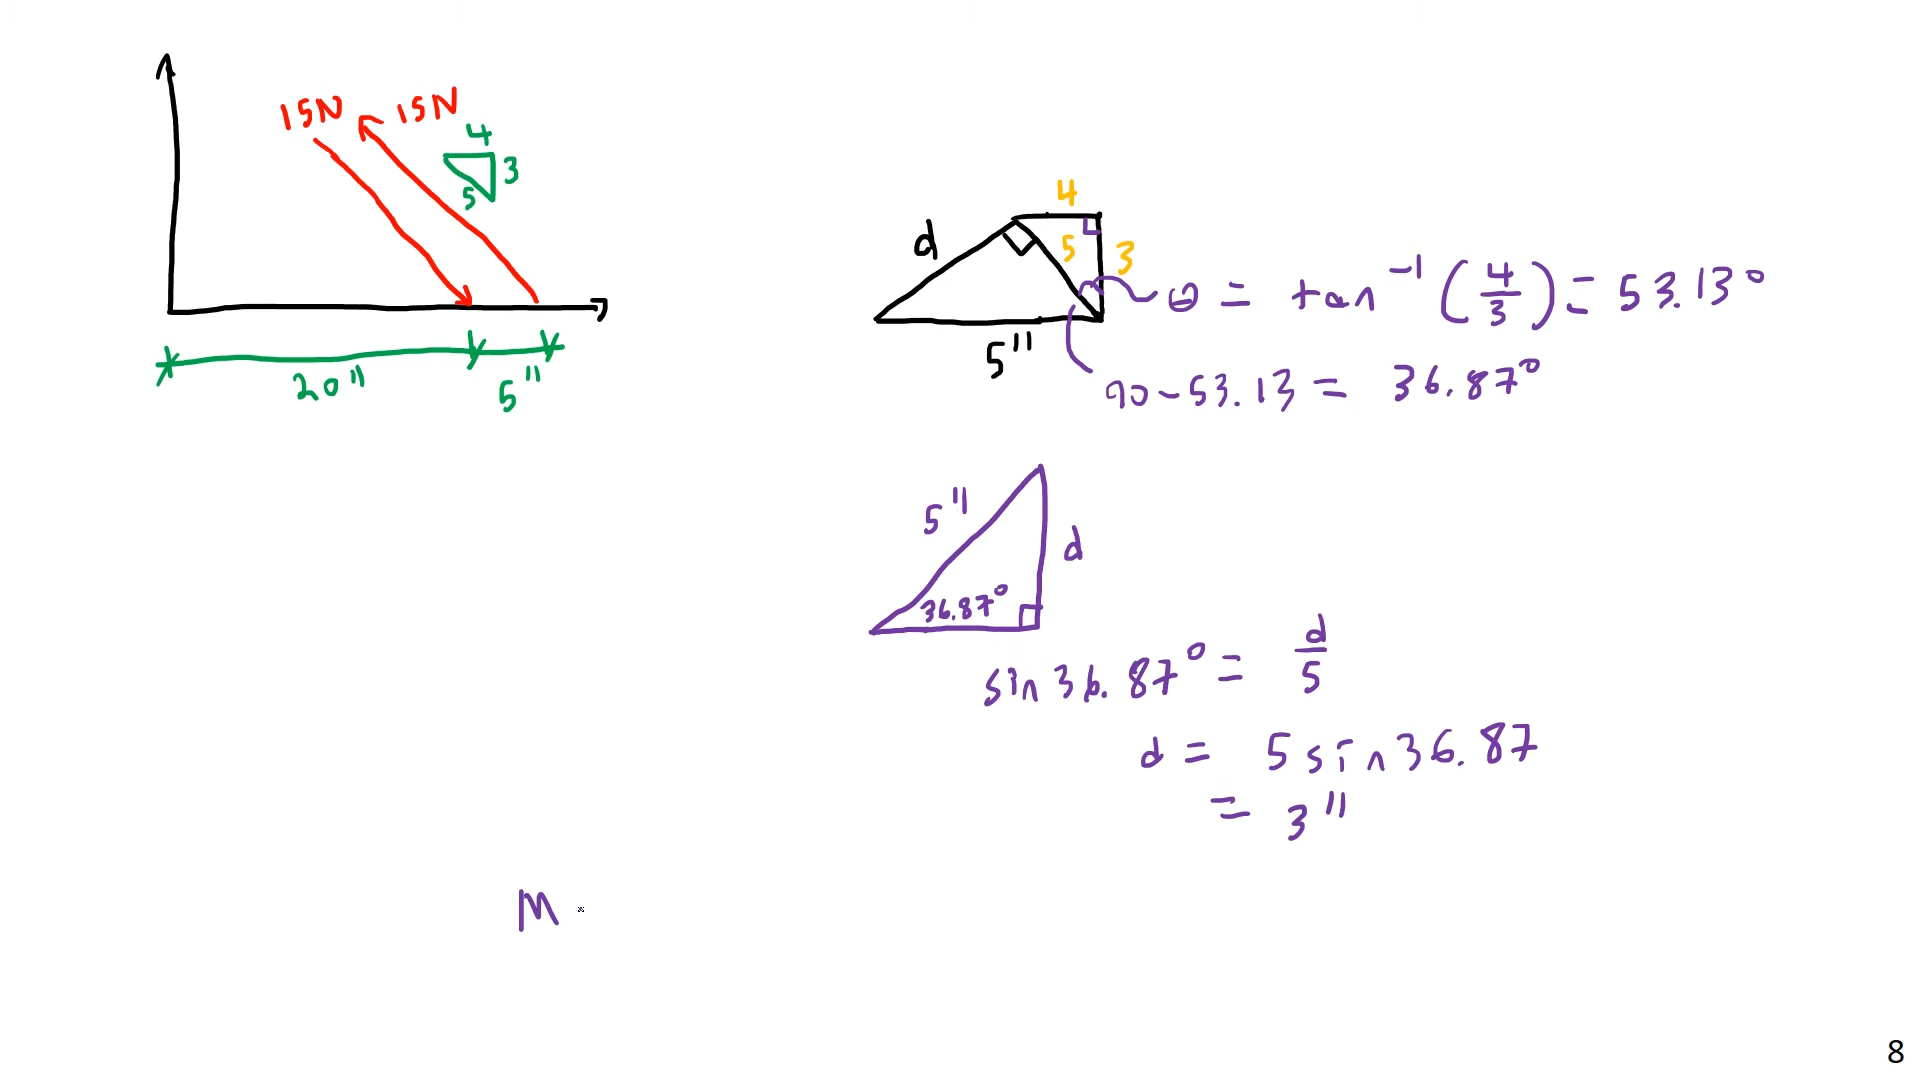 15N 15N
4
3
5
20" 5"
4
d 5 3
5"
θ = tan⁻¹ (4/3) = 53.13°
90 - 53.13 = 36.87°
5"
d
36.87°
sin 36.87° = d/5
d = 5 sin 36.87
= 3"
M
8